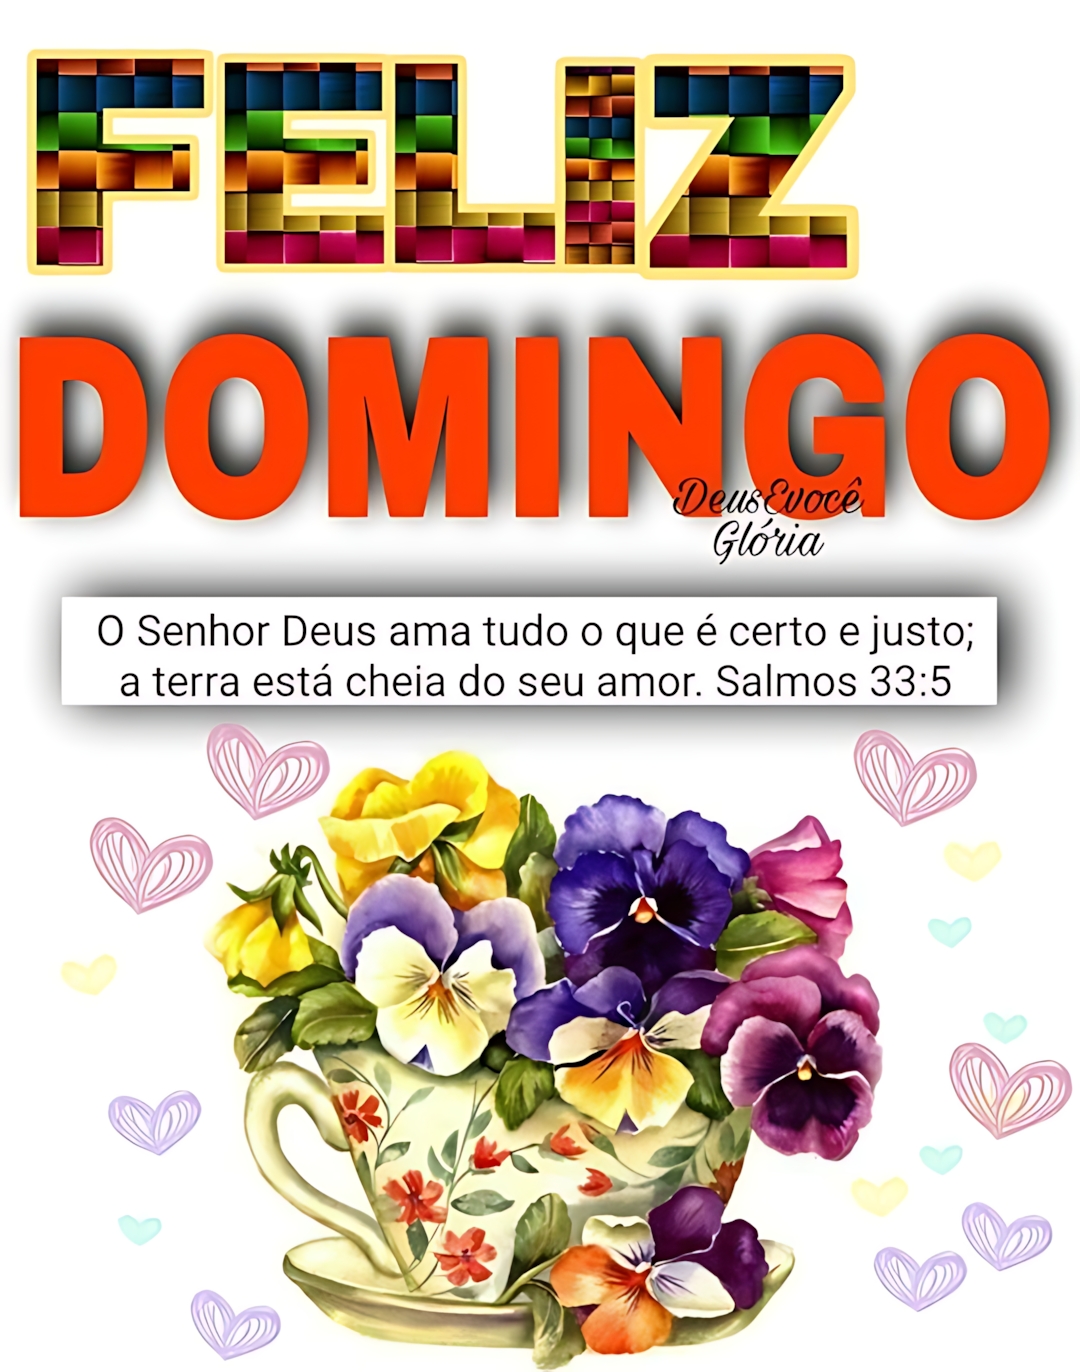 FELIZ
DOMINGO
DeusEvocê
Glória
O Senhor Deus ama tudo o que é certo e justo;
a terra está cheia do seu amor. Salmos 33:5